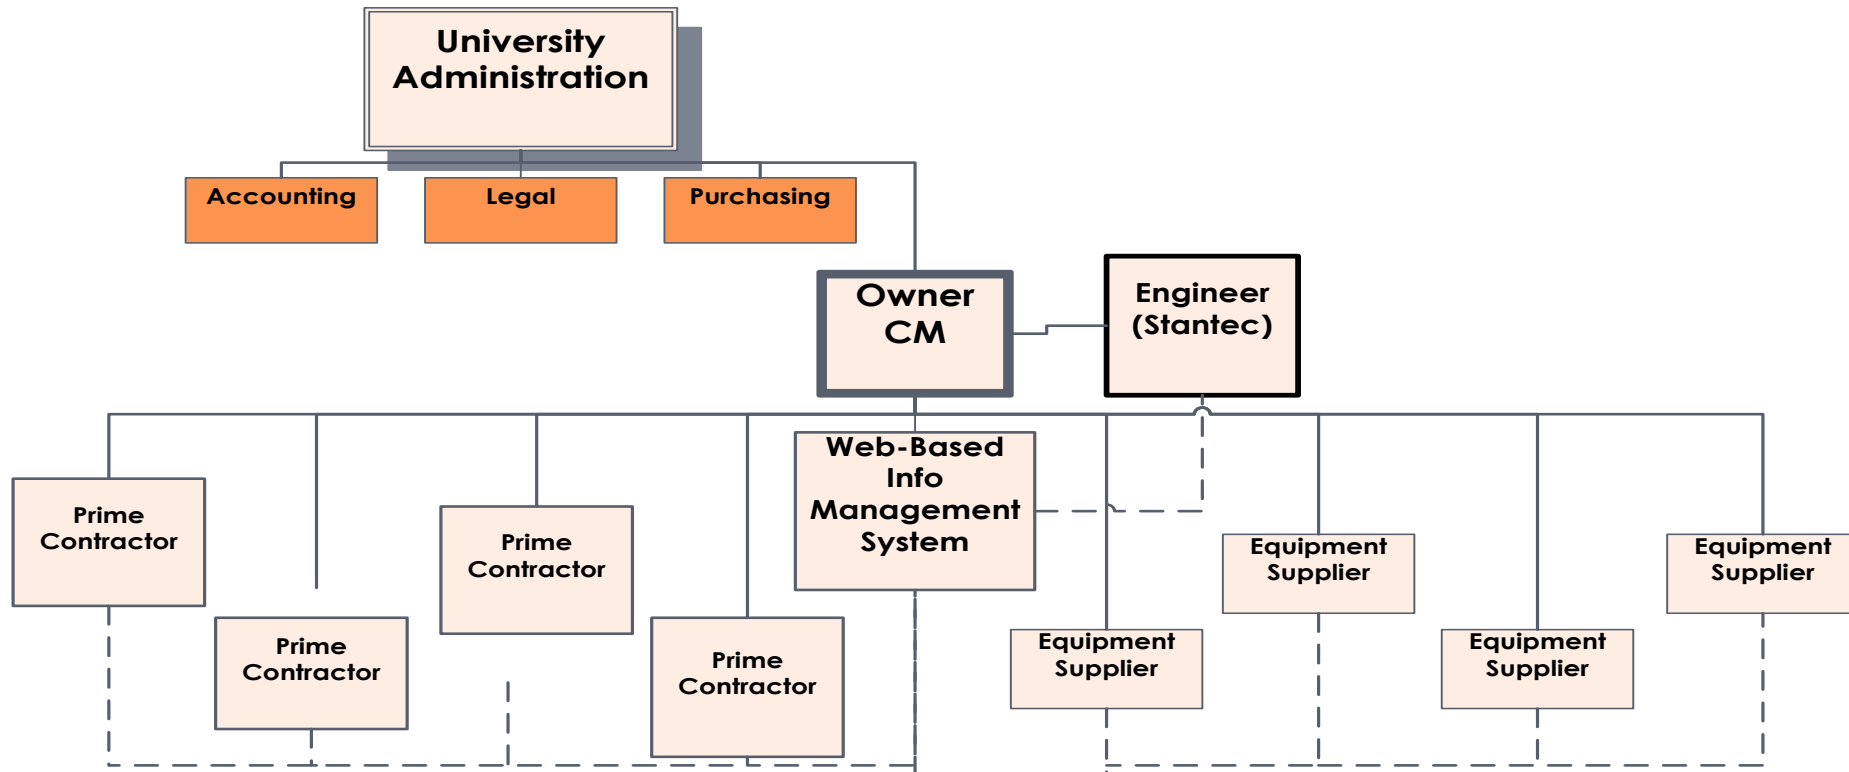 University
Administration
Accounting
Legal
Purchasing
Owner
CM
Engineer
(Stantec)
Web-Based
Info
Management
System
Prime
Contractor
Prime
Contractor
Prime
Contractor
Prime
Contractor
Equipment
Supplier
Equipment
Supplier
Equipment
Supplier
Equipment
Supplier